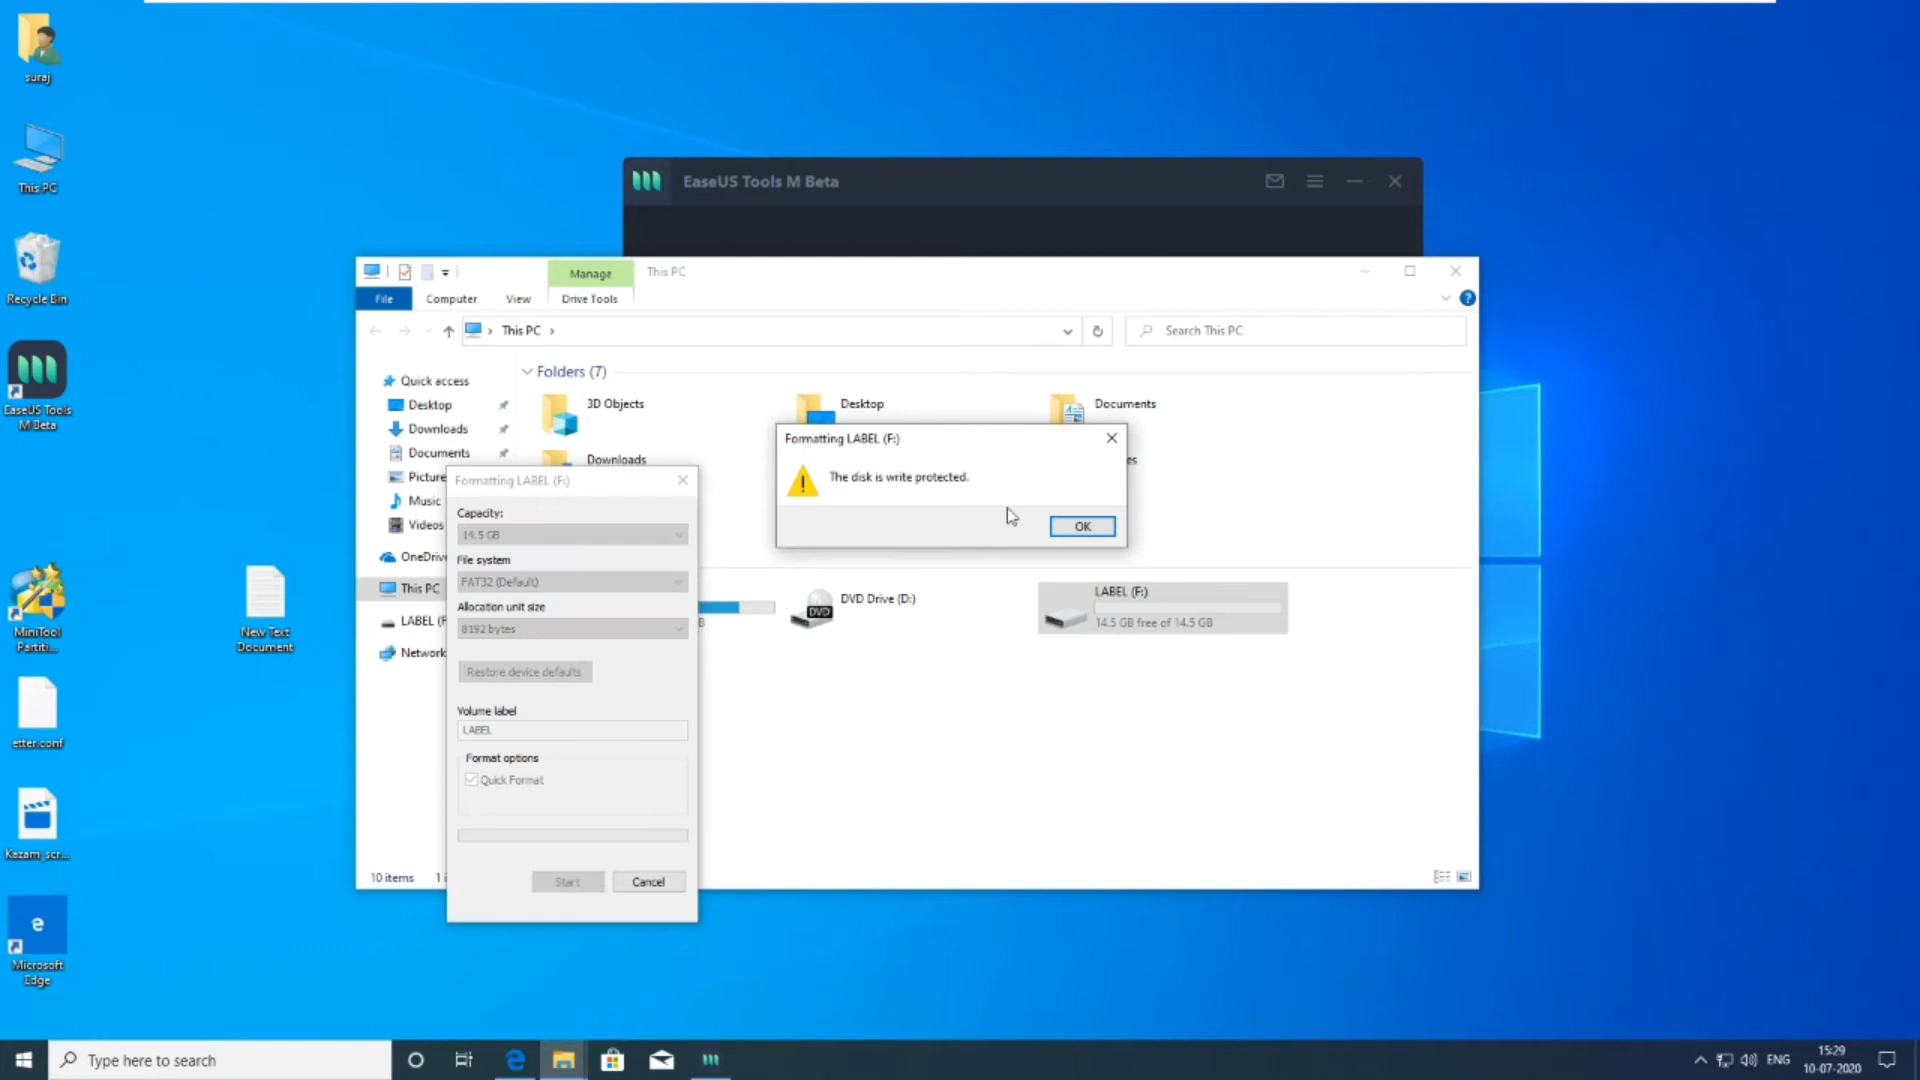 suraj
This PC
Recycle Bin
EaseUS Tools
M Beta
MiniTool
Partiti...
New Text
Document
etter.conf
Kazam_scr...
Microsoft
Edge
EaseUS Tools M Beta
Manage
This PC
File
Computer
View
Drive Tools
This PC
Search This PC
Quick access
Desktop
Downloads
Documents
Picture
Music
Videos
OneDriv
This PC
LABEL (F
Network
Folders (7)
3D Objects
Desktop
Documents
Downloads
es
DVD
DVD Drive (D:)
LABEL (F:)
14.5 GB free of 14.5 GB
B
10 items
1 i
Formatting LABEL (F:)
The disk is write protected.
OK
Formatting LABEL (F:)
Capacity:
14.5 GB
File system
FAT32 (Default)
Allocation unit size
8192 bytes
Restore device defaults
Volume label
LABEL
Format options
Quick Format
Start
Cancel
Type here to search
ENG
15:29
10-07-2020